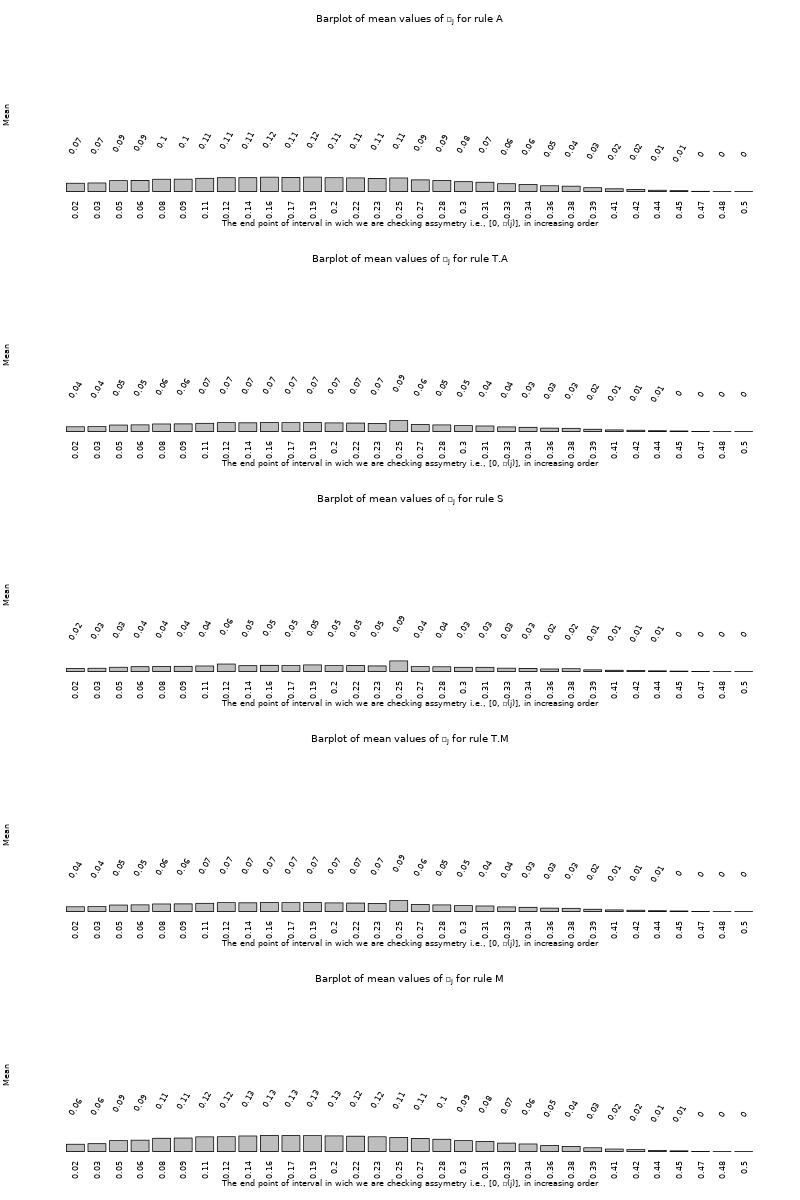 Barplot of mean values of □j for rule A
Mean
0.07 0.07 0.09 0.09 0.1 0.1 0.11 0.11 0.11 0.12 0.11 0.12 0.11 0.11 0.11 0.11 0.09 0.09 0.08 0.07 0.06 0.06 0.05 0.04 0.03 0.02 0.02 0.01 0.01 0 0 0
0.02 0.03 0.05 0.06 0.08 0.09 0.11 0.12 0.14 0.16 0.17 0.19 0.2 0.22 0.23 0.25 0.27 0.28 0.3 0.31 0.33 0.34 0.36 0.38 0.39 0.41 0.42 0.44 0.45 0.47 0.48 0.5
The end point of interval in wich we are checking assymetry i.e., [0, □(j)], in increasing order
Barplot of mean values of □j for rule T.A
Mean
0.04 0.04 0.05 0.05 0.06 0.06 0.07 0.07 0.07 0.07 0.07 0.07 0.07 0.07 0.07 0.09 0.06 0.05 0.05 0.04 0.04 0.03 0.03 0.03 0.02 0.01 0.01 0.01 0 0 0 0
0.02 0.03 0.05 0.06 0.08 0.09 0.11 0.12 0.14 0.16 0.17 0.19 0.2 0.22 0.23 0.25 0.27 0.28 0.3 0.31 0.33 0.34 0.36 0.38 0.39 0.41 0.42 0.44 0.45 0.47 0.48 0.5
The end point of interval in wich we are checking assymetry i.e., [0, □(j)], in increasing order
Barplot of mean values of □j for rule S
Mean
0.02 0.03 0.03 0.04 0.04 0.04 0.04 0.06 0.05 0.05 0.05 0.05 0.05 0.05 0.05 0.09 0.04 0.04 0.03 0.03 0.03 0.03 0.02 0.02 0.01 0.01 0.01 0.01 0 0 0 0
0.02 0.03 0.05 0.06 0.08 0.09 0.11 0.12 0.14 0.16 0.17 0.19 0.2 0.22 0.23 0.25 0.27 0.28 0.3 0.31 0.33 0.34 0.36 0.38 0.39 0.41 0.42 0.44 0.45 0.47 0.48 0.5
The end point of interval in wich we are checking assymetry i.e., [0, □(j)], in increasing order
Barplot of mean values of □j for rule T.M
Mean
0.04 0.04 0.05 0.05 0.06 0.06 0.07 0.07 0.07 0.07 0.07 0.07 0.07 0.07 0.07 0.09 0.06 0.05 0.05 0.04 0.04 0.03 0.03 0.03 0.02 0.01 0.01 0.01 0 0 0 0
0.02 0.03 0.05 0.06 0.08 0.09 0.11 0.12 0.14 0.16 0.17 0.19 0.2 0.22 0.23 0.25 0.27 0.28 0.3 0.31 0.33 0.34 0.36 0.38 0.39 0.41 0.42 0.44 0.45 0.47 0.48 0.5
The end point of interval in wich we are checking assymetry i.e., [0, □(j)], in increasing order
Barplot of mean values of □j for rule M
Mean
0.06 0.06 0.09 0.09 0.11 0.11 0.12 0.12 0.13 0.13 0.13 0.13 0.13 0.12 0.12 0.11 0.11 0.1 0.09 0.08 0.07 0.06 0.05 0.04 0.03 0.02 0.02 0.01 0.01 0 0 0
0.02 0.03 0.05 0.06 0.08 0.09 0.11 0.12 0.14 0.16 0.17 0.19 0.2 0.22 0.23 0.25 0.27 0.28 0.3 0.31 0.33 0.34 0.36 0.38 0.39 0.41 0.42 0.44 0.45 0.47 0.48 0.5
The end point of interval in wich we are checking assymetry i.e., [0, □(j)], in increasing order